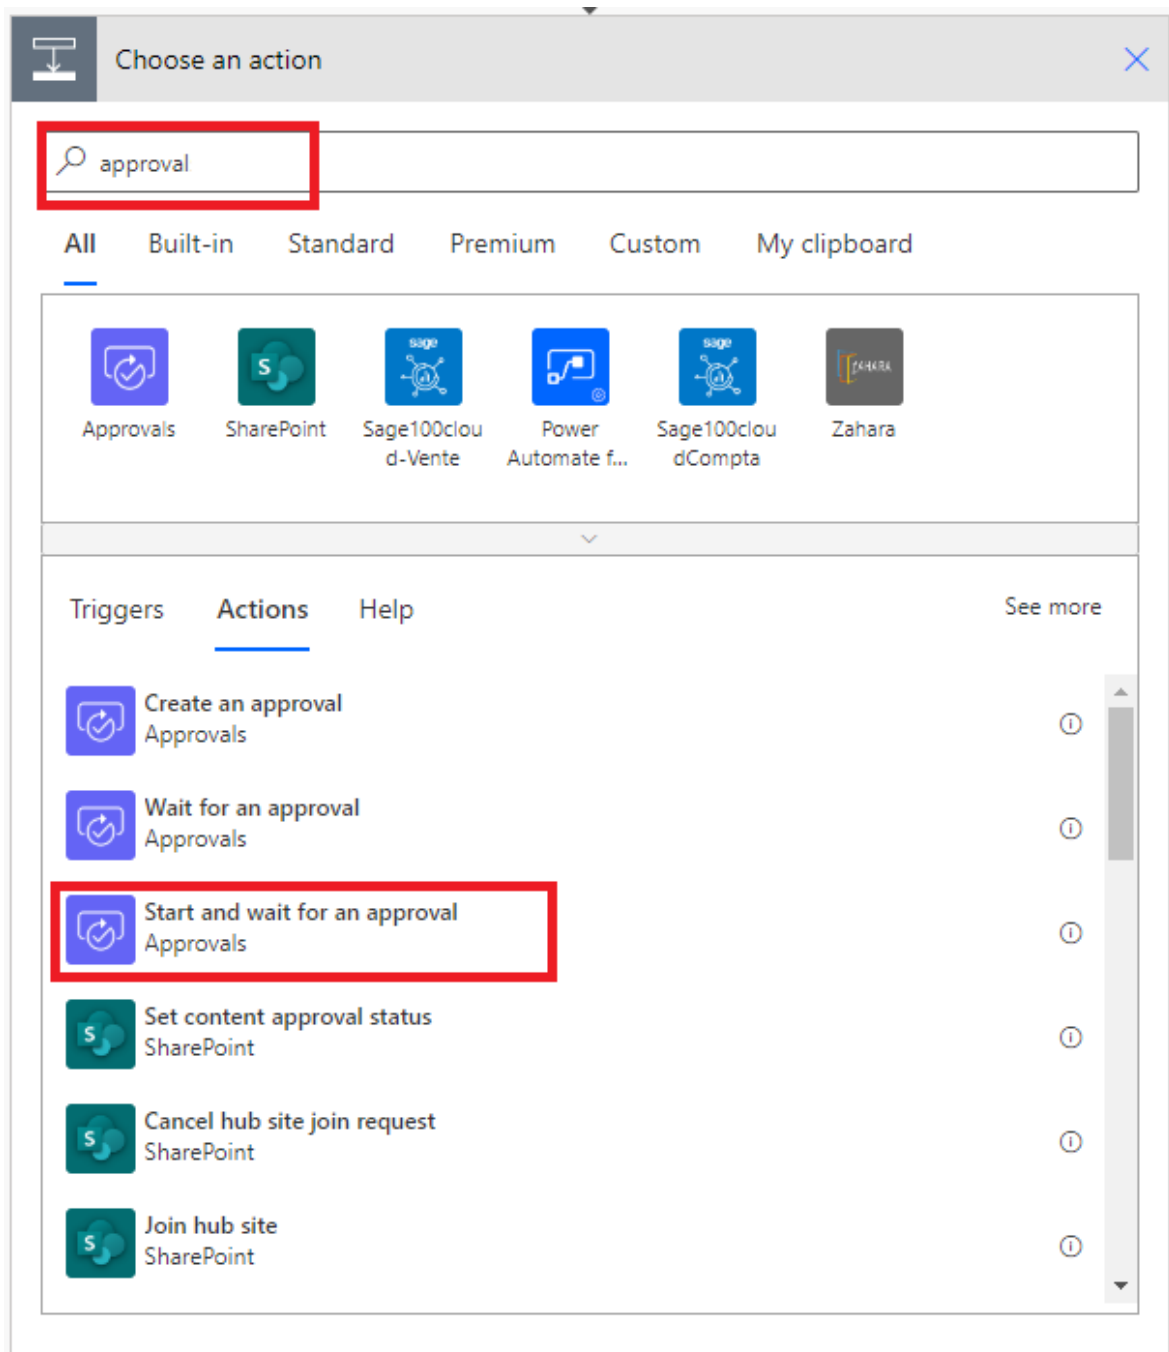 Choose an action
approval
All Built-in Standard Premium Custom My clipboard
sage sage ZAHARA
Approvals SharePoint Sage100clou Power Sage100clou Zahara
d-Vente Automate f... dCompta
Triggers Actions Help See more
Create an approval
Approvals
Wait for an approval
Approvals
Start and wait for an approval
Approvals
Set content approval status
SharePoint
Cancel hub site join request
SharePoint
Join hub site
SharePoint